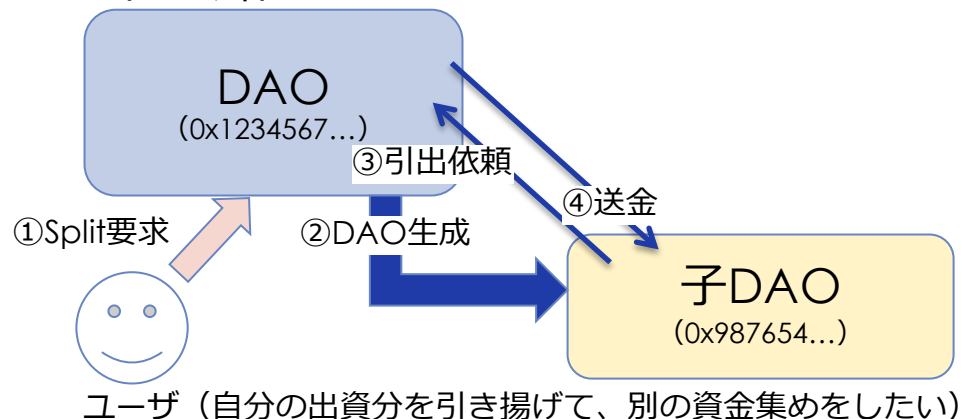 DAO
（0x1234567…）
③引出依頼
④送金
①Split要求
②DAO生成
子DAO
（0x987654…）
ユーザ（自分の出資分を引き揚げて、別の資金集めをしたい）